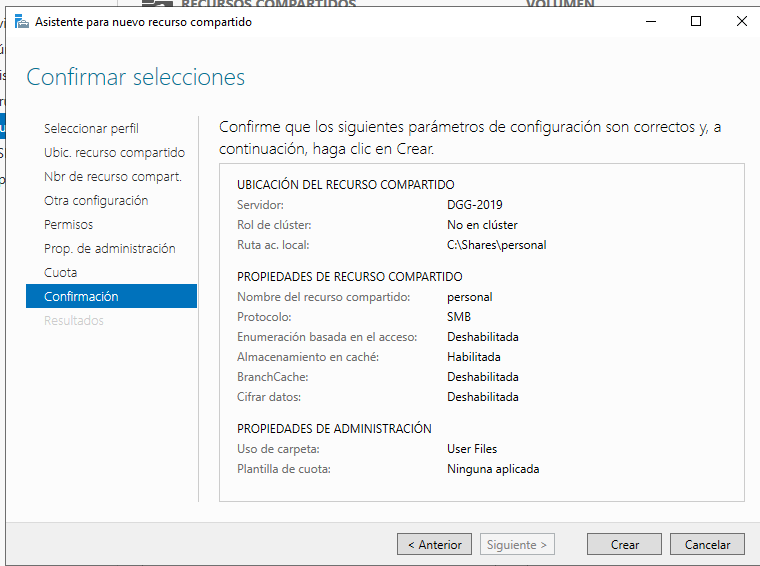 RECURSOS COMPARTIDOS
VOLUMEN
Asistente para nuevo recurso compartido
Confirmar selecciones
Seleccionar perfil
Ubic. recurso compartido
Nbr de recurso compart.
Otra configuración
Permisos
Prop. de administración
Cuota
Confirmación
Resultados
Confirme que los siguientes parámetros de configuración son correctos y, a
continuación, haga clic en Crear.
UBICACIÓN DEL RECURSO COMPARTIDO
Servidor: DGG-2019
Rol de clúster: No en clúster
Ruta ac. local: C:\Shares\personal
PROPIEDADES DE RECURSO COMPARTIDO
Nombre del recurso compartido: personal
Protocolo: SMB
Enumeración basada en el acceso: Deshabilitada
Almacenamiento en caché: Habilitada
BranchCache: Deshabilitada
Cifrar datos: Deshabilitada
PROPIEDADES DE ADMINISTRACIÓN
Uso de carpeta: User Files
Plantilla de cuota: Ninguna aplicada
< Anterior Siguiente > Crear Cancelar